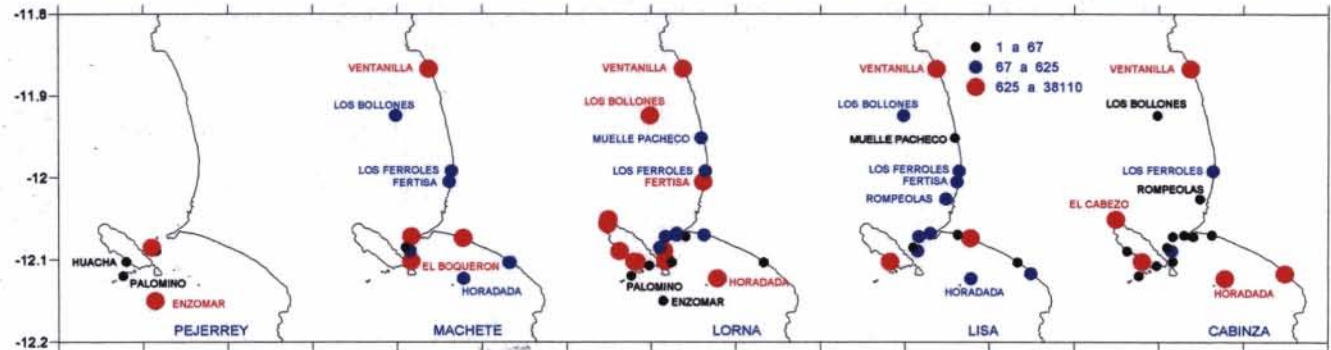 -11.8
-11.9
-12
-12.1
-12.2
HUACHA
PALOMINO
ENZOMAR
PEJERREY
VENTANILLA
LOS BOLLONES
LOS FERROLES
FERTISA
EL BOQUERON
HORADADA
MACHETE
VENTANILLA
LOS BOLLONES
MUELLE PACHECO
LOS FERROLES
FERTISA
PALOMINO
HORADADA
ENZOMAR
LORNA
VENTANILLA
LOS BOLLONES
MUELLE PACHECO
LOS FERROLES
FERTISA
ROMPEOLAS
HORADADA
LISA
1 a 67
67 a 625
625 a 38110
VENTANILLA
LOS BOLLONES
LOS FERROLES
ROMPEOLAS
EL CABEZO
HORADADA
CABINZA